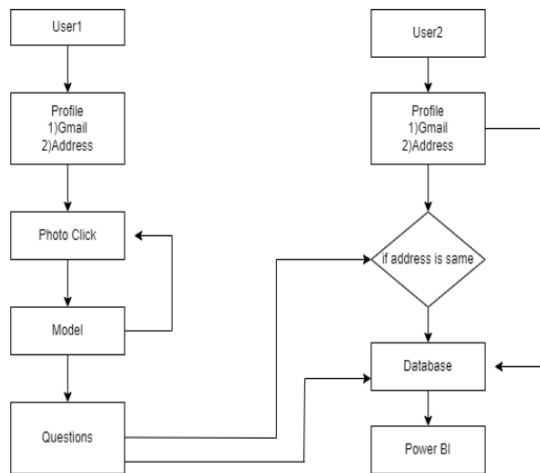 User1
Profile
1)Gmail
2)Address
Photo Click
Model
Questions
User2
Profile
1)Gmail
2)Address
if address is same
Database
Power BI